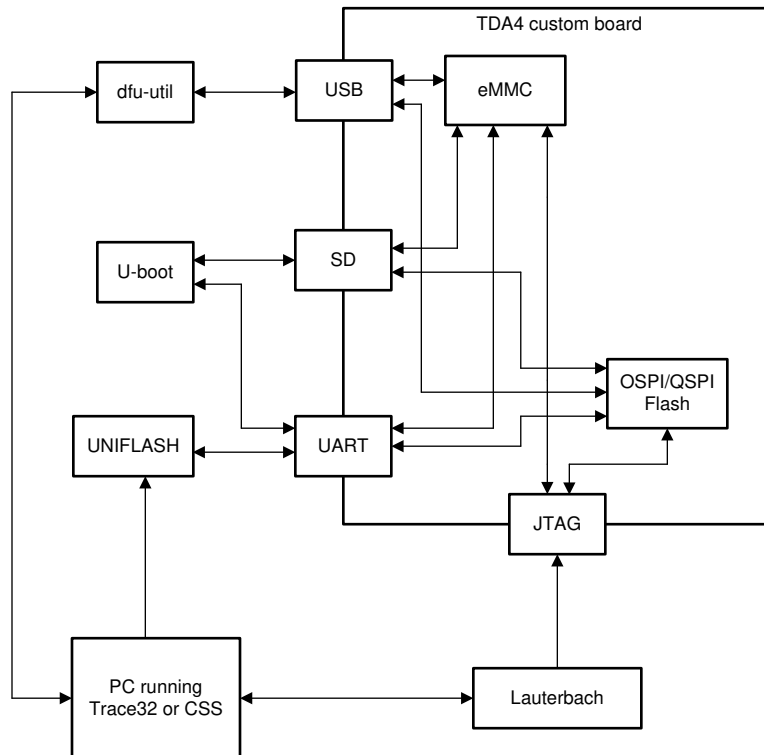 TDA4 custom board
dfu-util
USB
eMMC
U-boot
SD
OSPI/QSPI
Flash
UNIFLASH
UART
JTAG
PC running
Trace32 or CSS
Lauterbach